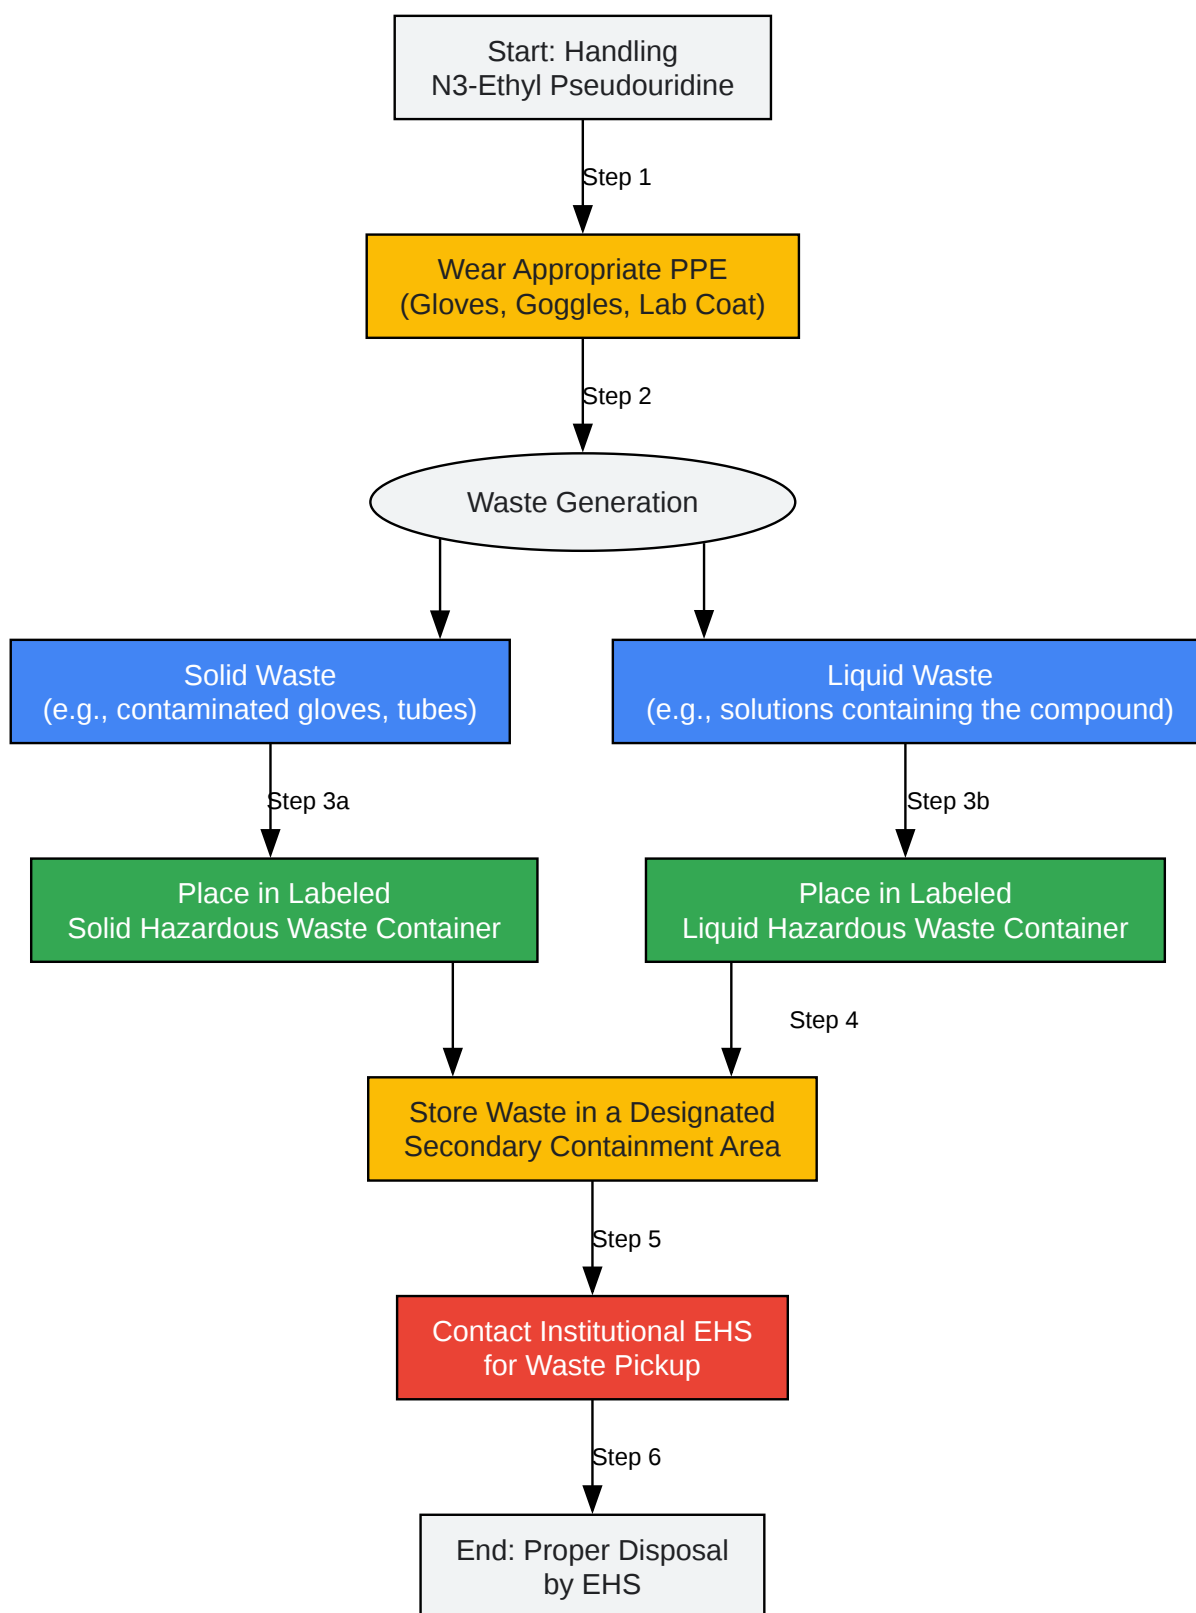 Start: Handling
N3-Ethyl Pseudouridine
Step 1
Wear Appropriate PPE
(Gloves, Goggles, Lab Coat)
Step 2
Waste Generation
Solid Waste
(e.g., contaminated gloves, tubes)
Liquid Waste
(e.g., solutions containing the compound)
Step 3a
Step 3b
Place in Labeled
Solid Hazardous Waste Container
Place in Labeled
Liquid Hazardous Waste Container
Step 4
Store Waste in a Designated
Secondary Containment Area
Step 5
Contact Institutional EHS
for Waste Pickup
Step 6
End: Proper Disposal
by EHS